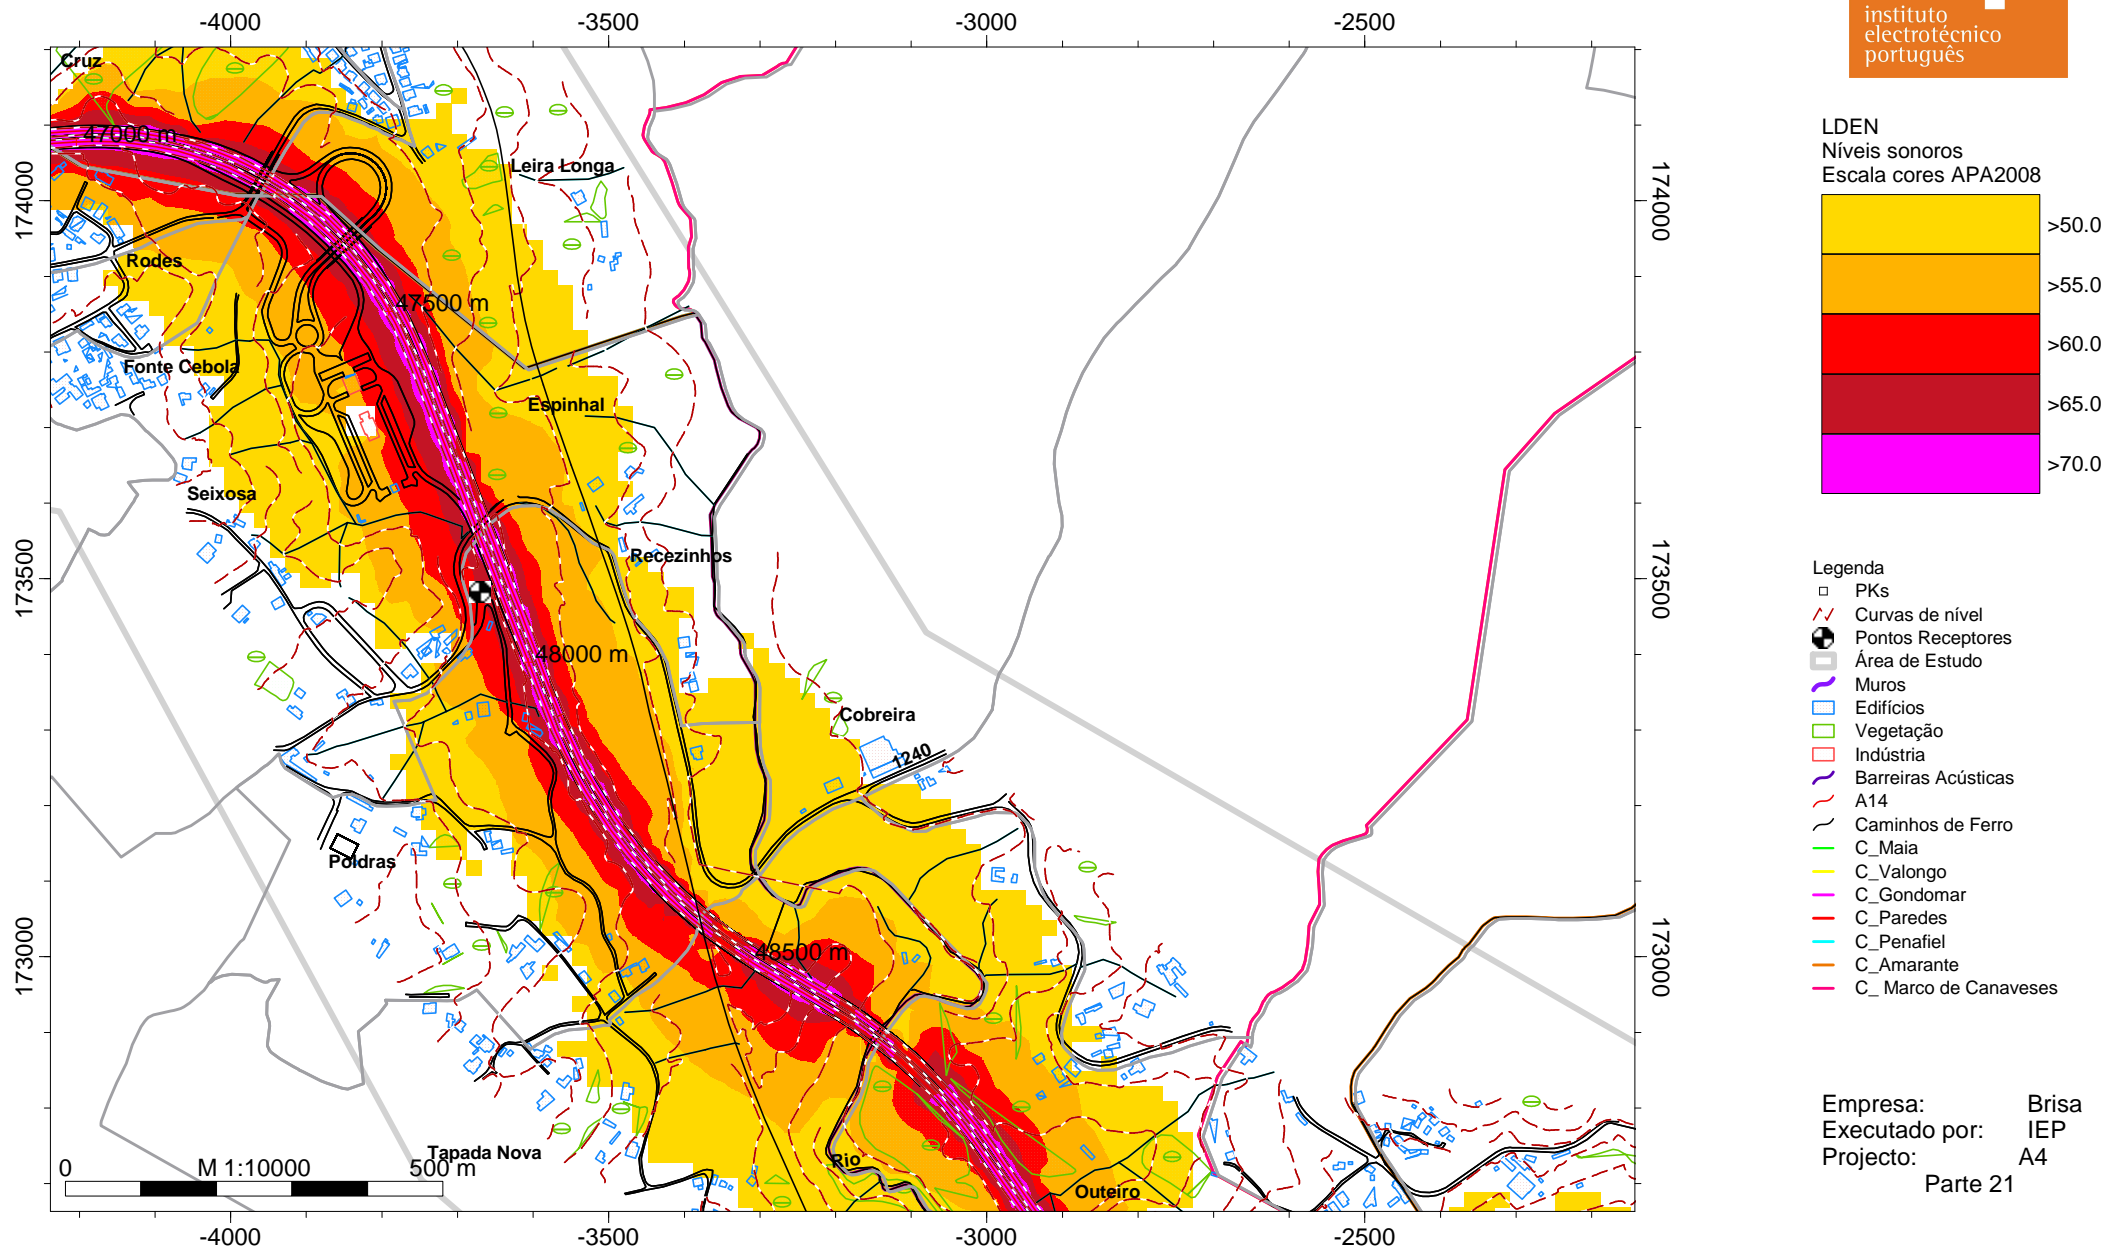 -4000
-3500
-3000
-2500
instituto
electrotécnico
português
Cruz
47000 m
Leira Longa
174000
174000
Rodes
47500 m
Fonte Cebola
Espinhal
Seixosa
Recezinhos
173500
173500
48000 m
Cobreira
1240
Poldras
48500 m
173000
173000
Tapada Nova
Rio
Outeiro
0
M 1:10000
500 m
-4000
-3500
-3000
-2500
LDEN
Níveis sonoros
Escala cores APA2008
>50.0
>55.0
>60.0
>65.0
>70.0
Legenda
PKs
Curvas de nível
Pontos Receptores
Área de Estudo
Muros
Edifícios
Vegetação
Indústria
Barreiras Acústicas
A14
Caminhos de Ferro
C_Maia
C_Valongo
C_Gondomar
C_Paredes
C_Penafiel
C_Amarante
C_ Marco de Canaveses
Empresa: Brisa
Executado por: IEP
Projecto: A4
Parte 21